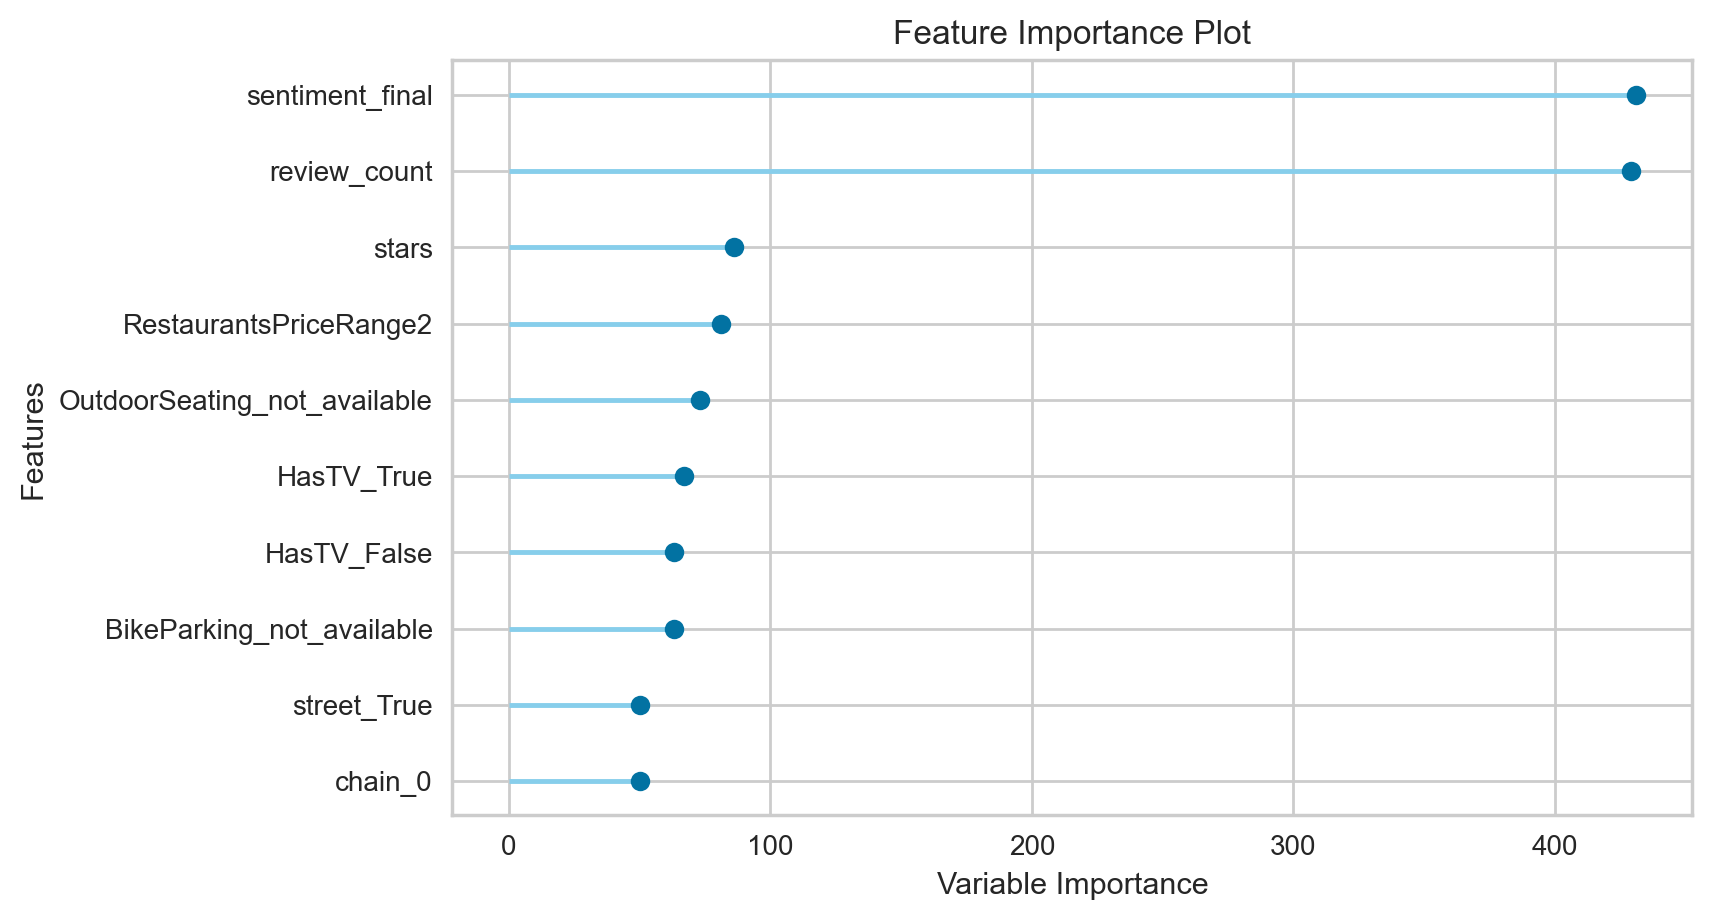 Feature Importance Plot
Features
sentiment_final
review_count
stars
RestaurantsPriceRange2
OutdoorSeating_not_available
HasTV_True
HasTV_False
BikeParking_not_available
street_True
chain_0
0 100 200 300 400
Variable Importance